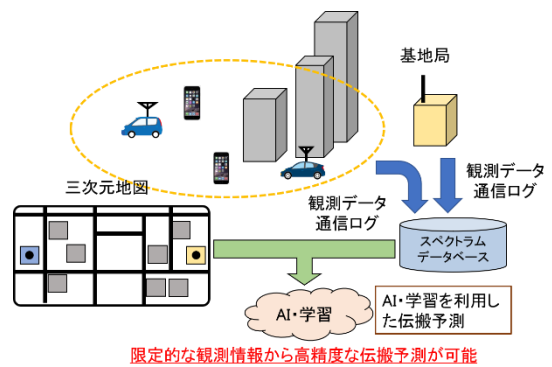 基地局
三次元地図
観測データ
通信ログ
観測データ
通信ログ
スペクトラム
データベース
AI・学習
AI・学習を利用し
た伝搬予測
限定的な観測情報から高精度な伝搬予測が可能